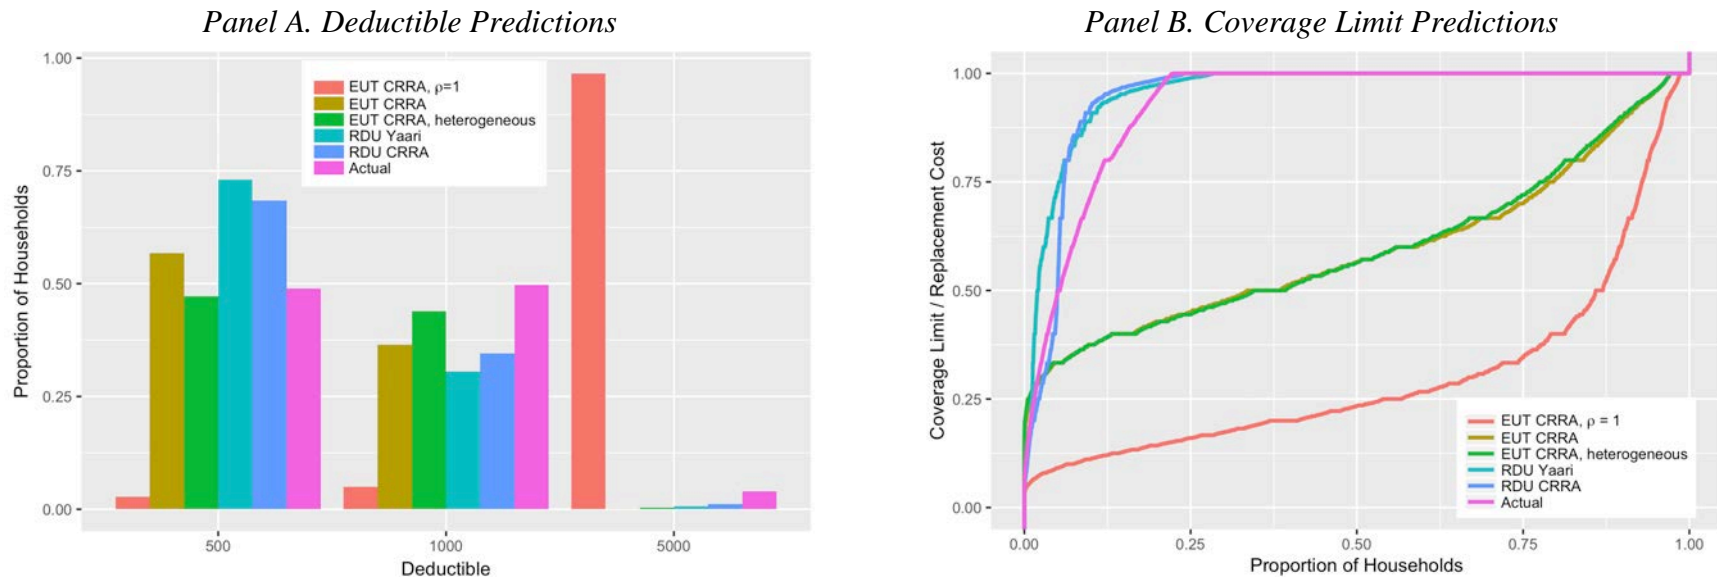 Panel A. Deductible Predictions
Proportion of Households
1.00
0.75
0.50
0.25
0.00
EUT CRRA, ρ=1
EUT CRRA
EUT CRRA, heterogeneous
RDU Yaari
RDU CRRA
Actual
500
1000
5000
Deductible
Panel B. Coverage Limit Predictions
Coverage Limit / Replacement Cost
1.00
0.75
0.50
0.25
0.00
EUT CRRA, ρ = 1
EUT CRRA
EUT CRRA, heterogeneous
RDU Yaari
RDU CRRA
Actual
0.00
0.25
0.50
0.75
1.00
Proportion of Households